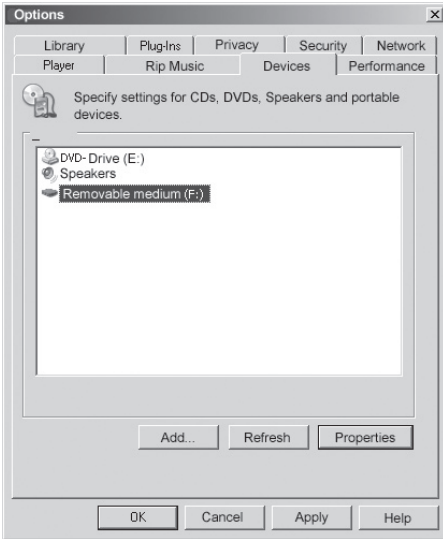 Options
Library Plug-Ins Privacy Security Network
Player Rip Music Devices Performance
Specify settings for CDs, DVDs, Speakers and portable
devices.
DVD- Drive (E:)
Speakers
Removable medium (F:)
Add... Refresh Properties
OK Cancel Apply Help